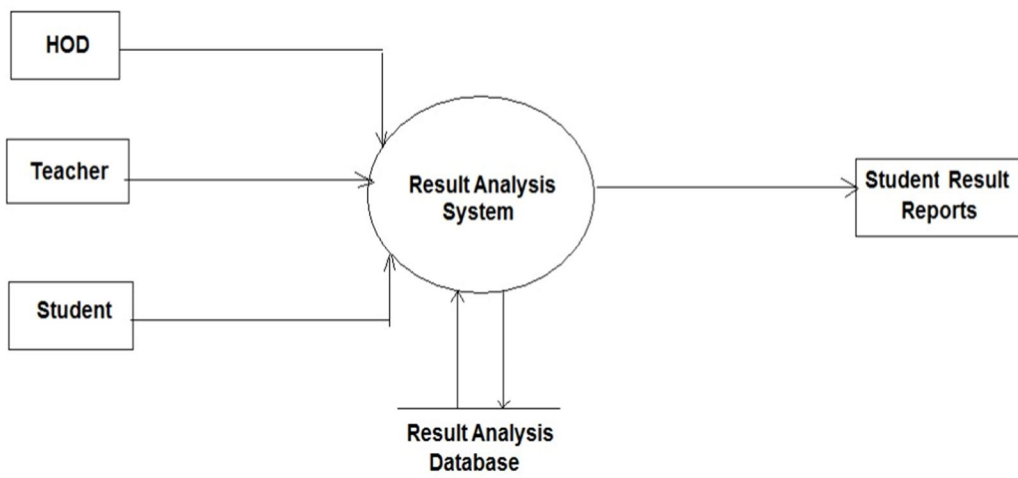 HOD
Teacher
Student
Result Analysis
System
Student Result
Reports
Result Analysis
Database